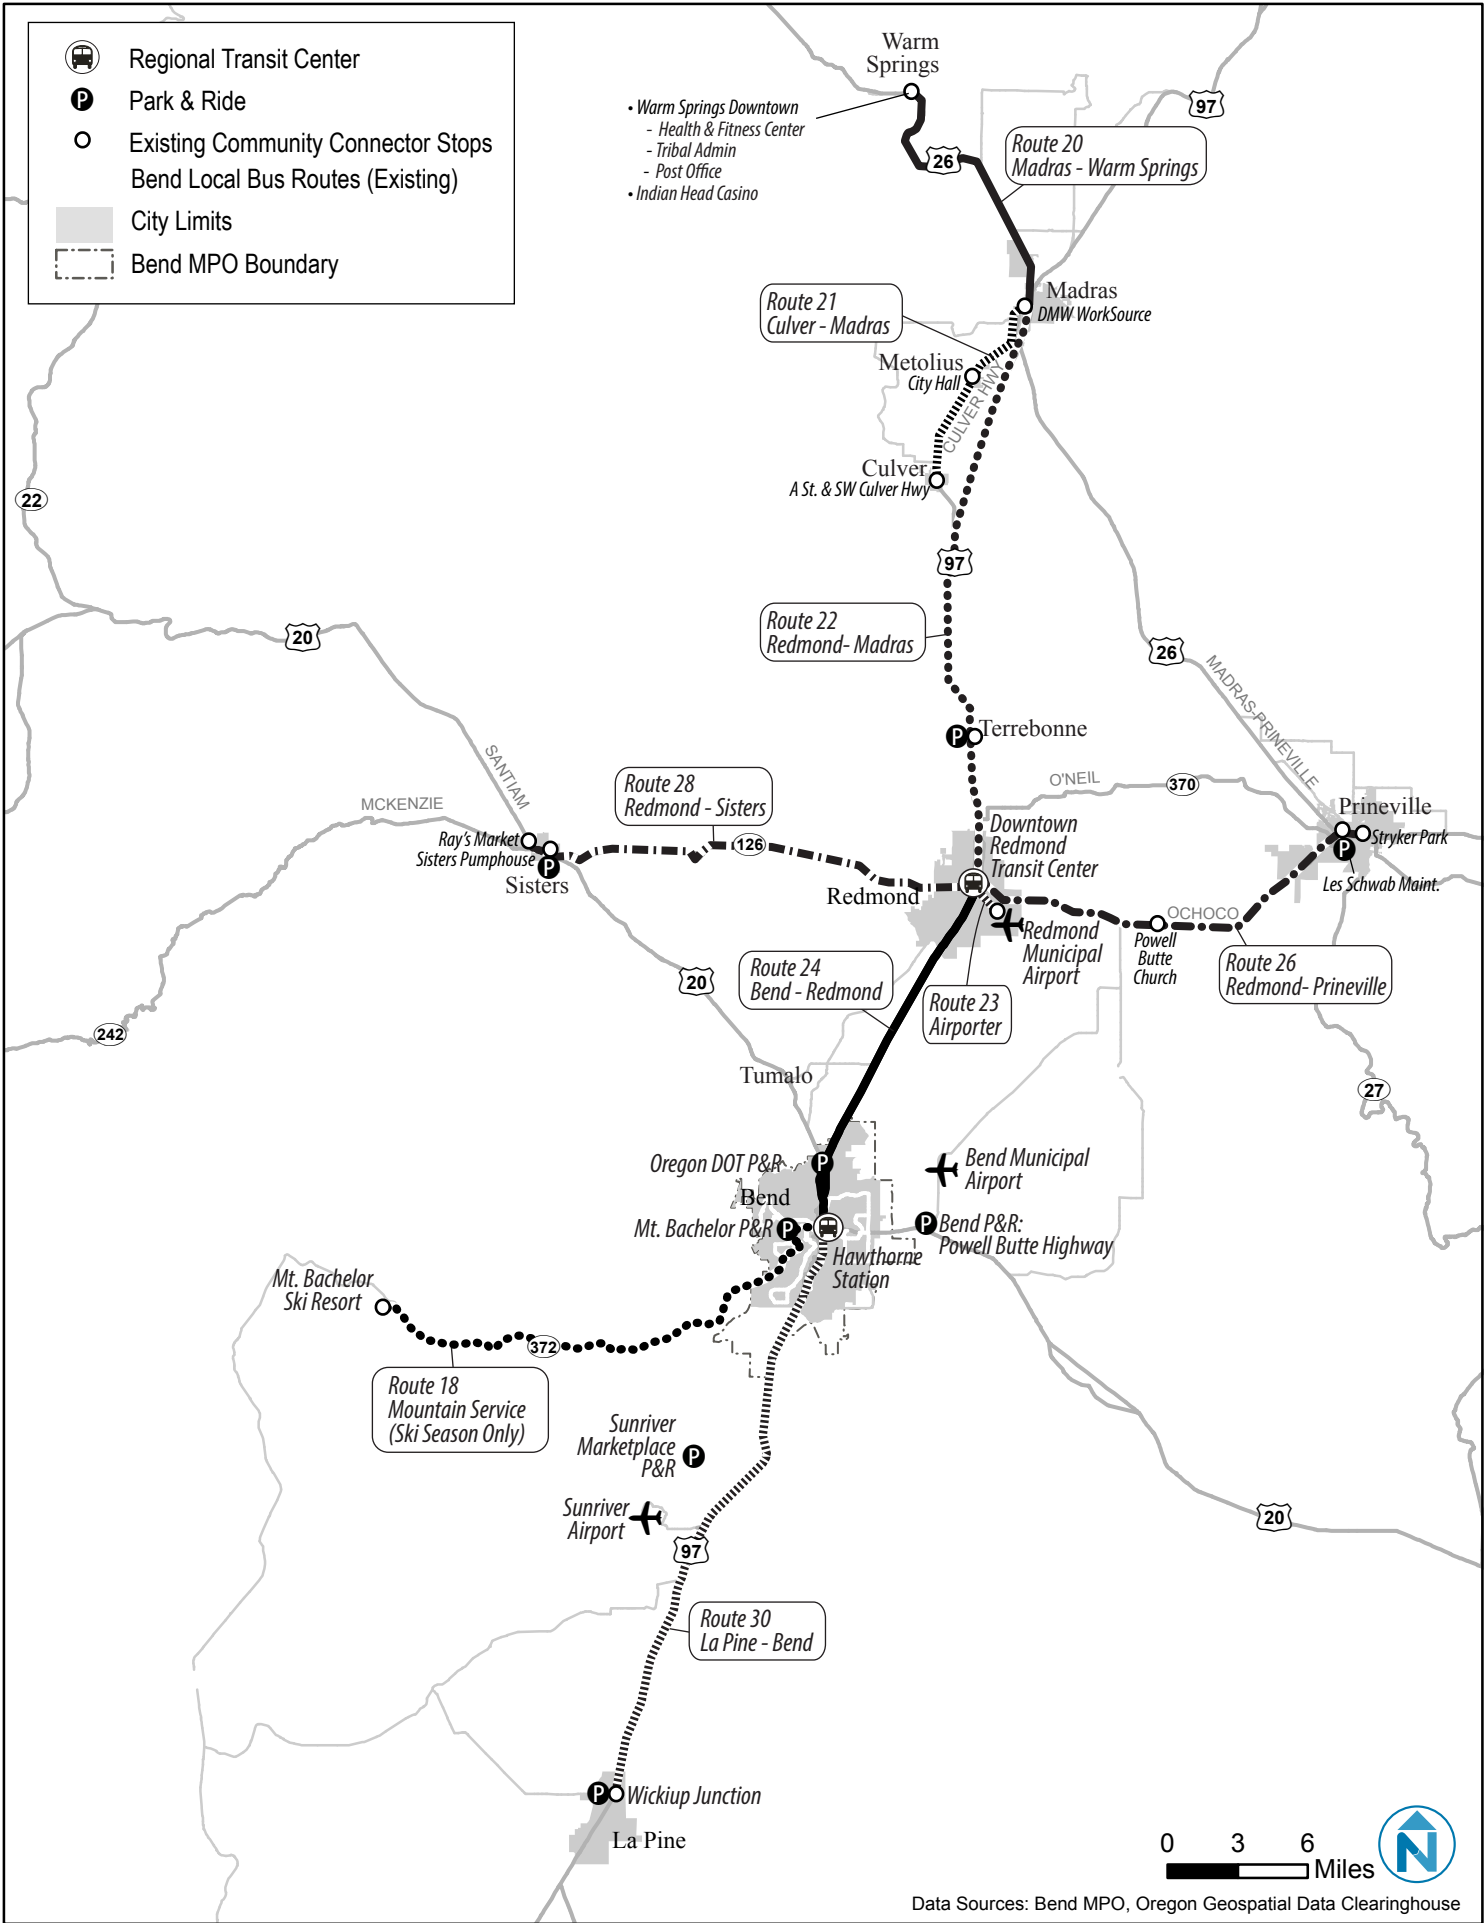 Regional Transit Center
P
Park & Ride
Existing Community Connector Stops
Bend Local Bus Routes (Existing)
City Limits
Bend MPO Boundary
Warm
Springs
• Warm Springs Downtown
- Health & Fitness Center
- Tribal Admin
- Post Office
• Indian Head Casino
97
26
Route 20
Madras - Warm Springs
Madras
DMW WorkSource
Route 21
Culver - Madras
Metolius
City Hall
CULVER HWY
Culver
A St. & SW Culver Hwy
22
97
Route 22
Redmond- Madras
20
26
MADRAS-PRINEVILLE
P
Terrebonne
SANTIAM
MCKENZIE
O'NEIL
370
Route 28
Redmond - Sisters
126
Ray's Market
Sisters Pumphouse
P
Sisters
Downtown
Redmond
Transit Center
Redmond
Prineville
Stryker Park
P
Les Schwab Maint.
OCHOCO
Powell
Butte
Church
Redmond
Municipal
Airport
Route 26
Redmond- Prineville
Route 24
Bend - Redmond
Route 23
Airporter
20
242
Tumalo
27
Oregon DOT P&R
P
Bend
Mt. Bachelor P&R
P
Hawthorne
Station
Bend Municipal
Airport
P
Bend P&R:
Powell Butte Highway
Mt. Bachelor
Ski Resort
372
Route 18
Mountain Service
(Ski Season Only)
Sunriver
Marketplace
P&R
P
Sunriver
Airport
97
20
Route 30
La Pine - Bend
P
Wickiup Junction
La Pine
0 3 6
Miles
N
Data Sources: Bend MPO, Oregon Geospatial Data Clearinghouse